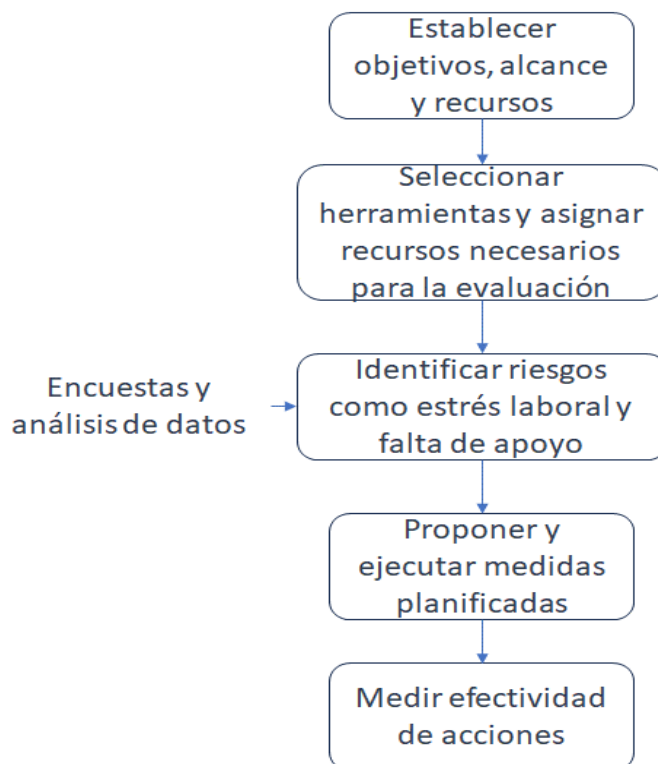 Establecer
objetivos, alcance
y recursos
Seleccionar
herramientas y asignar
recursos necesarios
para la evaluación
Encuestas y
análisis de datos
Identificar riesgos
como estrés laboral y
falta de apoyo
Proponer y
ejecutar medidas
planificadas
Medir efectividad
de acciones